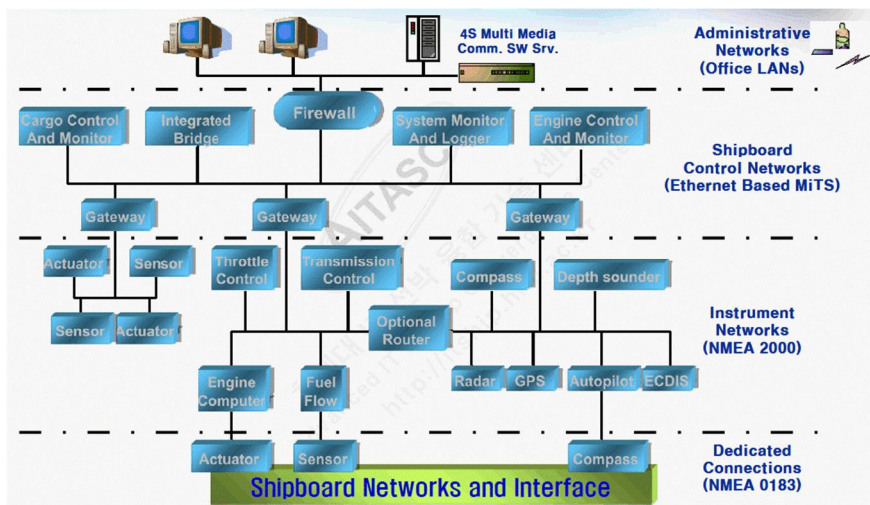 4S Multi Media
Comm. SW Srv.
Administrative
Networks
(Office LANs)
Cargo Control
And Monitor
Integrated
Bridge
Firewall
System Monitor
And Logger
Engine Control
And Monitor
Shipboard
Control Networks
(Ethernet Based MiTS)
Gateway
Gateway
Gateway
AITASC
Actuator
Sensor
Throttle
Control
Transmission
Control
Compass
Depth sounder
Sensor
Actuator
Optional
Router
Instrument
Networks
(NMEA 2000)
Engine
Computer
Fuel
Flow
Radar
GPS
Autopilot
ECDIS
Actuator
Sensor
Compass
Dedicated
Connections
(NMEA 0183)
Shipboard Networks and Interface